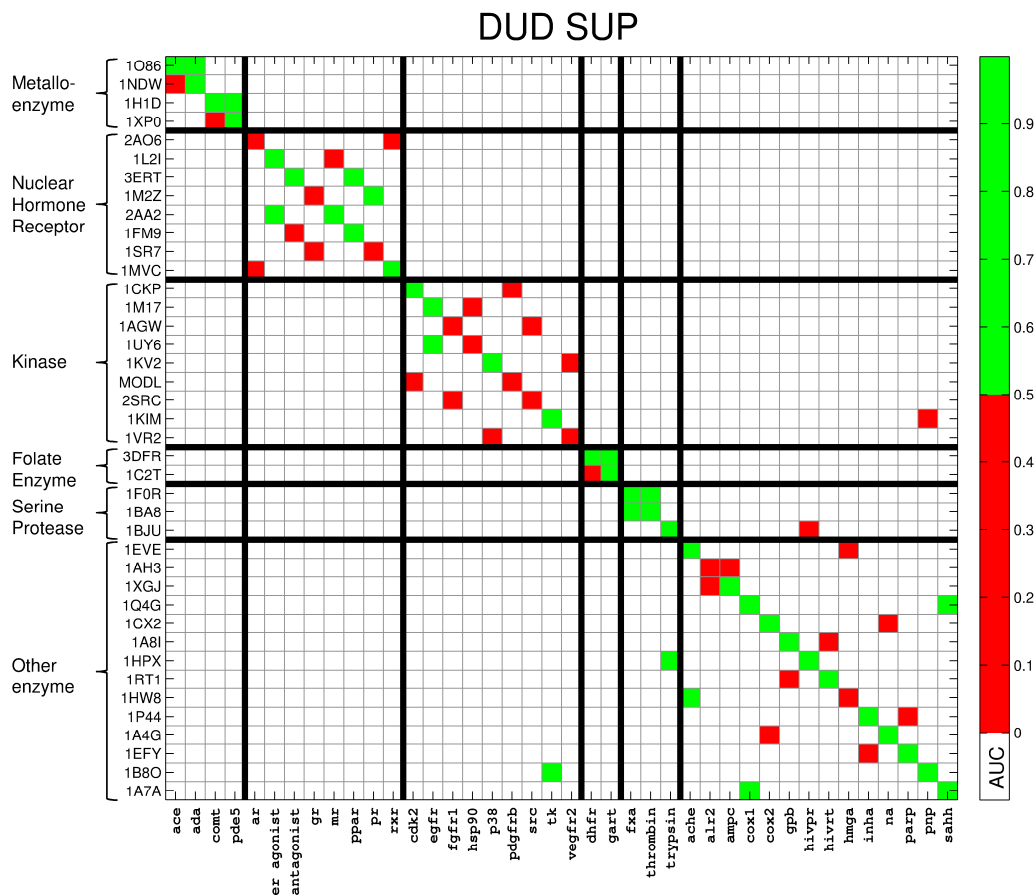 DUD SUP
Metallo-
enzyme
1O86
1NDW
1H1D
1XP0
Nuclear
Hormone
Receptor
2AO6
1L2I
3ERT
1M2Z
2AA2
1FM9
1SR7
1MVC
Kinase
1CKP
1M17
1AGW
1UY6
1KV2
MODL
2SRC
1KIM
1VR2
Folate
Enzyme
3DFR
1C2T
Serine
Protease
1F0R
1BA8
1BJU
Other
enzyme
1EVE
1AH3
1XGJ
1Q4G
1CX2
1A8I
1HPX
1RT1
1HW8
1P44
1A4G
1EFY
1B8O
1A7A
ace
ada
comt
pde5
ar
er agonist
antagonist
gr
mr
ppar
pr
rxr
cdk2
egfr
fgfr1
hsp90
p38
pdgfrb
src
tk
vegfr2
dhfr
gart
fxa
thrombin
trypsin
ache
alr2
ampc
cox1
cox2
gpb
hivpr
hivrt
hmga
inha
na
parp
pnp
sahh
0.9
0.8
0.7
0.6
0.5
0.4
0.3
0.2
0.1
0
AUC